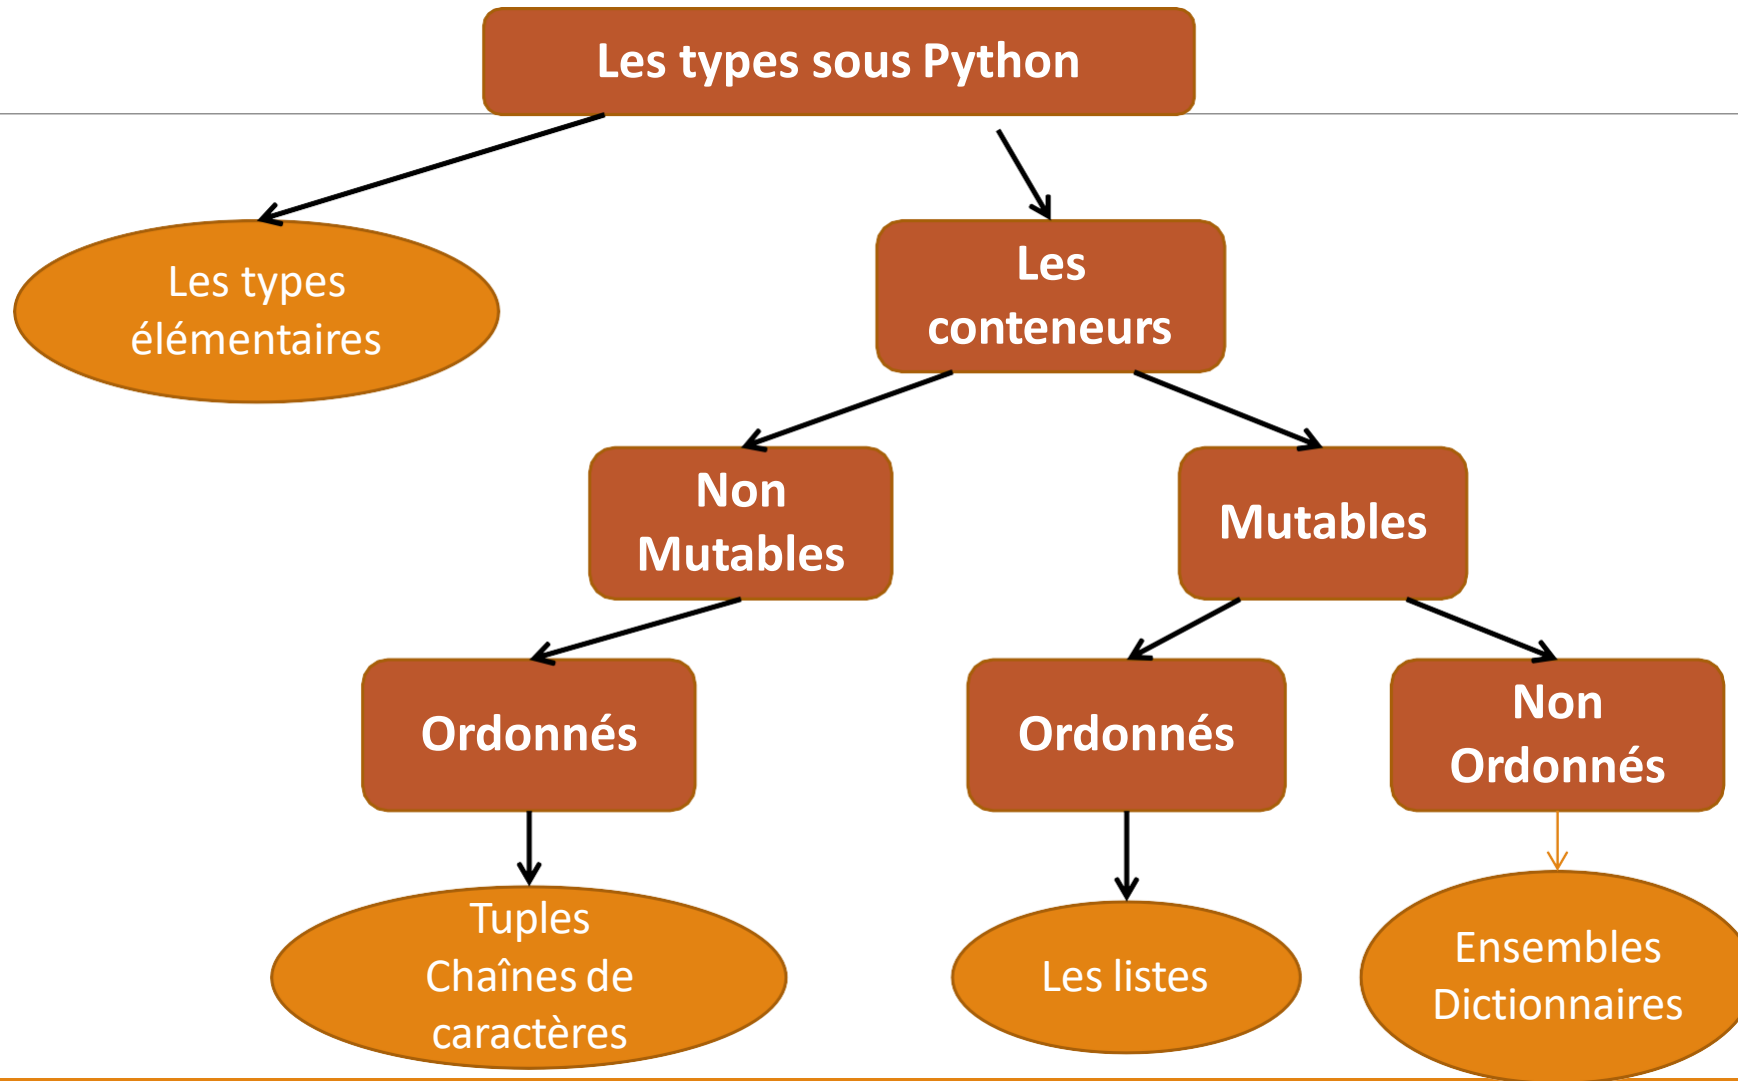 Les types sous Python
Les types
élémentaires
Les
conteneurs
Non
Mutables
Mutables
Ordonnés
Ordonnés
Non
Ordonnés
Tuples
Chaînes de
caractères
Les listes
Ensembles
Dictionnaires